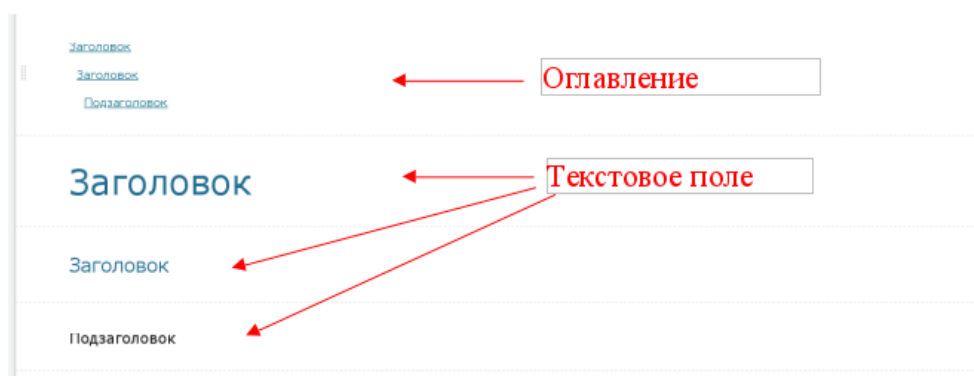 Заголовок
Заголовок
Подзаголовок
Оглавление
Заголовок
Текстовое поле
Заголовок
Подзаголовок